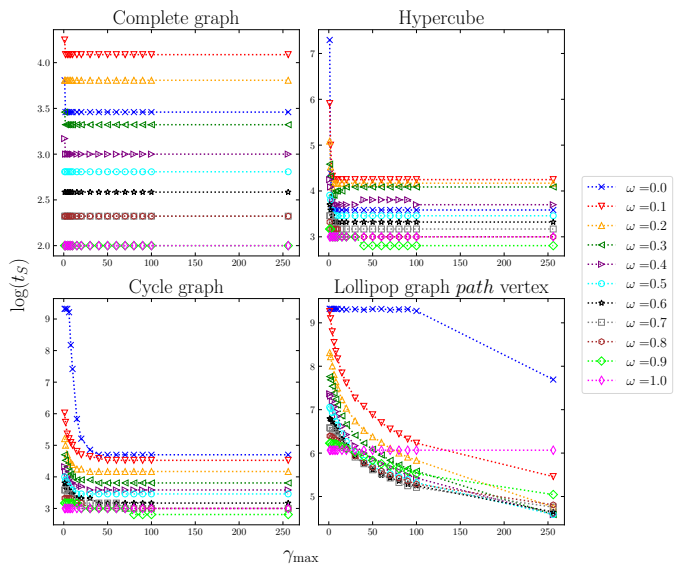 Complete graph
Hypercube
4.0
3.5
3.0
2.5
2.0
0 50 100 150 200 250
7
6
5
4
3
0 50 100 150 200 250
log(t_S)
Cycle graph
Lollipop graph path vertex
9
8
7
6
5
4
3
0 50 100 150 200 250
9
8
7
6
5
0 50 100 150 200 250
γ_max
ω =0.0
ω =0.1
ω =0.2
ω =0.3
ω =0.4
ω =0.5
ω =0.6
ω =0.7
ω =0.8
ω =0.9
ω =1.0